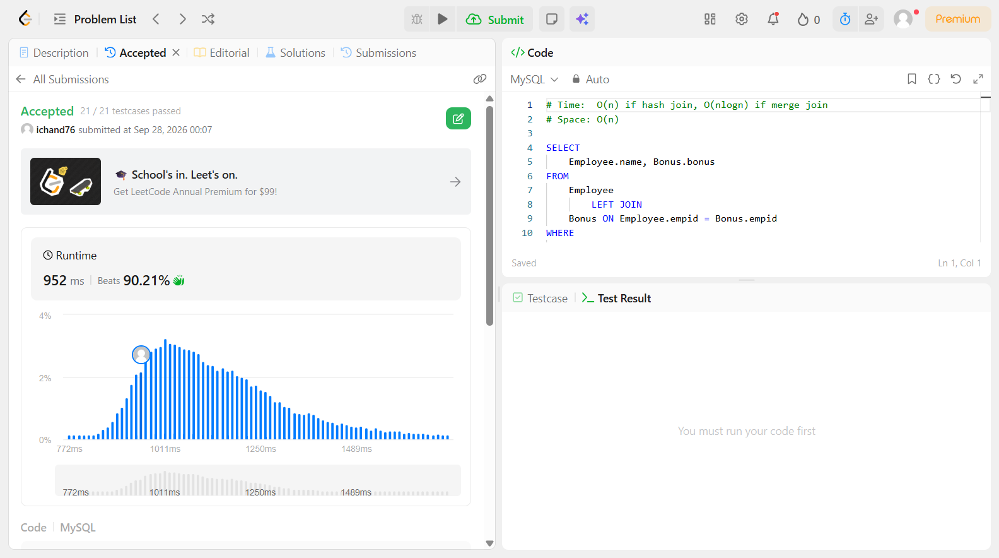 Problem List
Submit
0
Premium
Description
Accepted
Editorial
Solutions
Submissions
All Submissions
Accepted 21 / 21 testcases passed
ichand76 submitted at Sep 28, 2026 00:07
School's in. Leet's on.
Get LeetCode Annual Premium for $99!
Runtime
952 ms Beats 90.21%
4%
2%
0%
772ms 1011ms 1250ms 1489ms
772ms 1011ms 1250ms 1489ms
Code MySQL
</> Code
MySQL Auto
1 # Time:  O(n) if hash join, O(nlogn) if merge join
2 # Space: O(n)
3
4 SELECT
5 Employee.name, Bonus.bonus
6 FROM
7 Employee
8 LEFT JOIN
9 Bonus ON Employee.empid = Bonus.empid
10 WHERE
Saved Ln 1, Col 1
Testcase
Test Result
You must run your code first